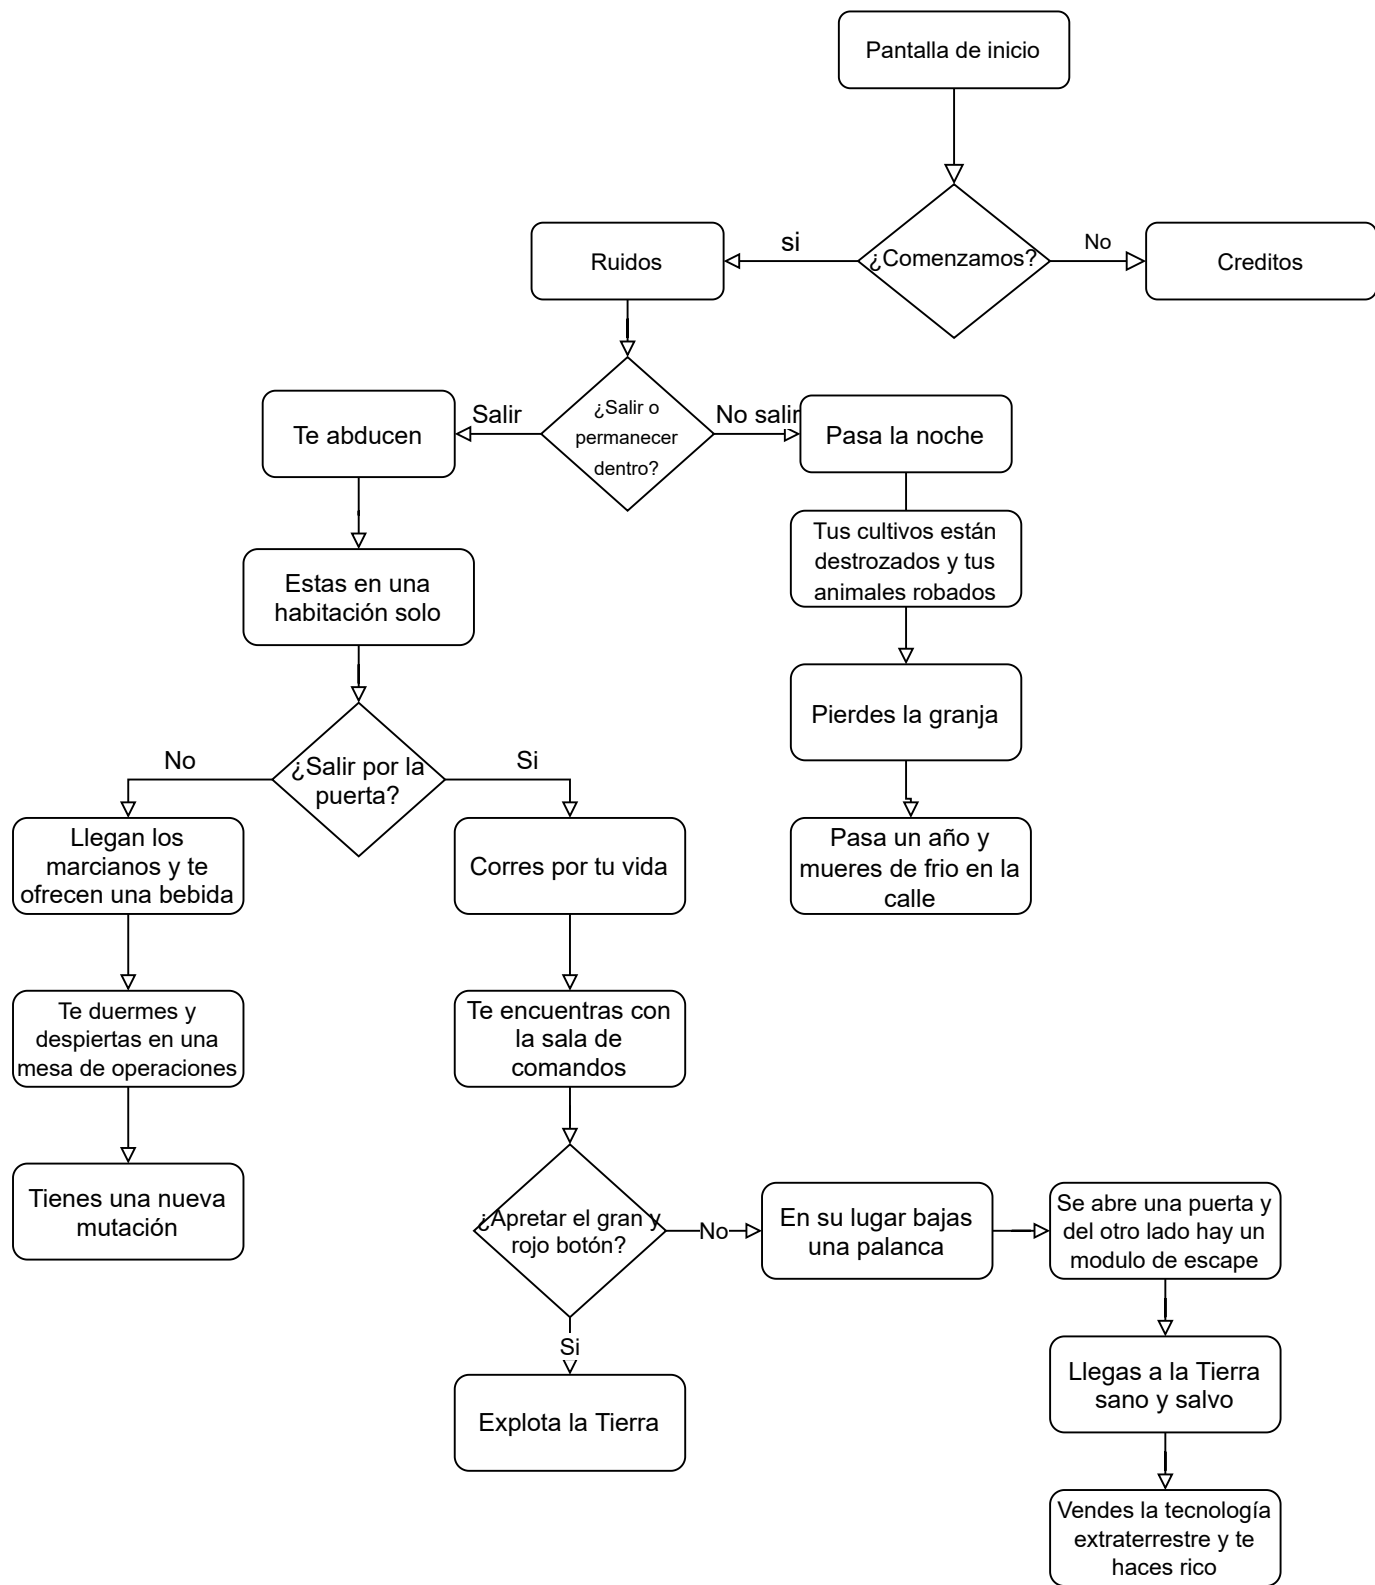 Pantalla de inicio
¿Comenzamos?
si
No
Ruidos
Creditos
¿Salir o
permanecer
dentro?
Salir
No salir
Te abducen
Pasa la noche
Tus cultivos están
destrozados y tus
animales robados
Estas en una
habitación solo
Pierdes la granja
¿Salir por la
puerta?
No
Si
Llegan los
marcianos y te
ofrecen una bebida
Corres por tu vida
Pasa un año y
mueres de frio en la
calle
Te duermes y
despiertas en una
mesa de operaciones
Te encuentras con
la sala de
comandos
Tienes una nueva
mutación
¿Apretar el gran y
rojo botón?
No
En su lugar bajas
una palanca
Se abre una puerta y
del otro lado hay un
modulo de escape
Si
Explota la Tierra
Llegas a la Tierra
sano y salvo
Vendes la tecnología
extraterrestre y te
haces rico